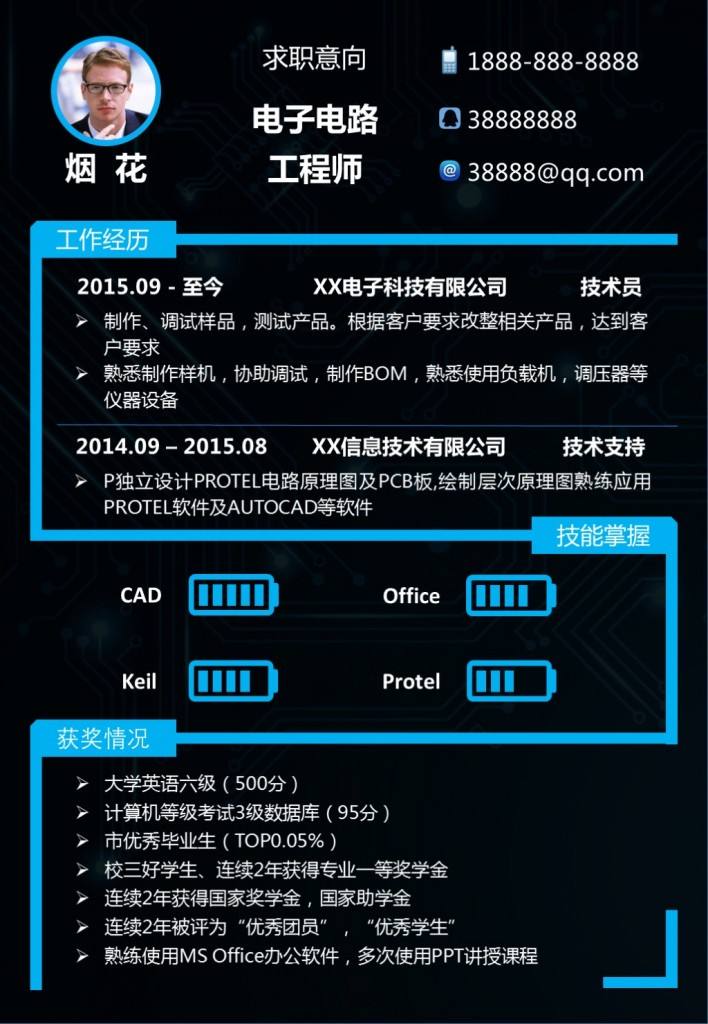 烟 花
求职意向
电子电路
工程师
1888-888-8888
38888888
@
38888@qq.com
工作经历
2015.09 - 至今 XX电子科技有限公司 技术员
➢ 制作、调试样品，测试产品。根据客户要求改整相关产品，达到客
户要求
➢ 熟悉制作样机，协助调试，制作BOM，熟悉使用负载机，调压器等
仪器设备
2014.09 – 2015.08 XX信息技术有限公司 技术支持
➢ P独立设计PROTEL电路原理图及PCB板,绘制层次原理图熟练应用
PROTEL软件及AUTOCAD等软件
技能掌握
CAD Office
Keil Protel
获奖情况
➢ 大学英语六级（500分）
➢ 计算机等级考试3级数据库（95分）
➢ 市优秀毕业生（TOP0.05%）
➢ 校三好学生、连续2年获得专业一等奖学金
➢ 连续2年获得国家奖学金，国家助学金
➢ 连续2年被评为“优秀团员”，“优秀学生”
➢ 熟练使用MS Office办公软件，多次使用PPT讲授课程